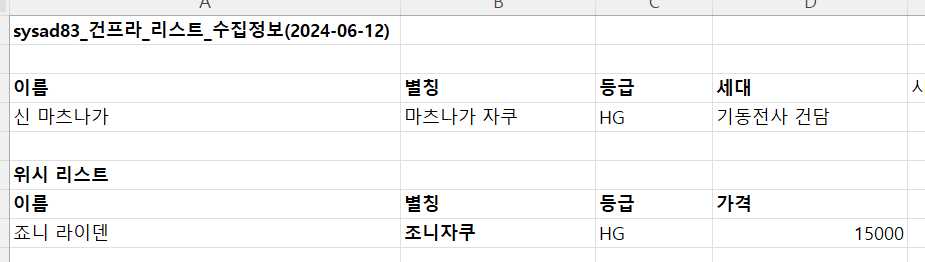 A B C D
sysad83_건프라_리스트_수집정보(2024-06-12)
이름 별칭 등급 세대
신 마츠나가 마츠나가 자쿠 HG 기동전사 건담
위시 리스트
이름 별칭 등급 가격
죠니 라이덴 조니자쿠 HG 15000